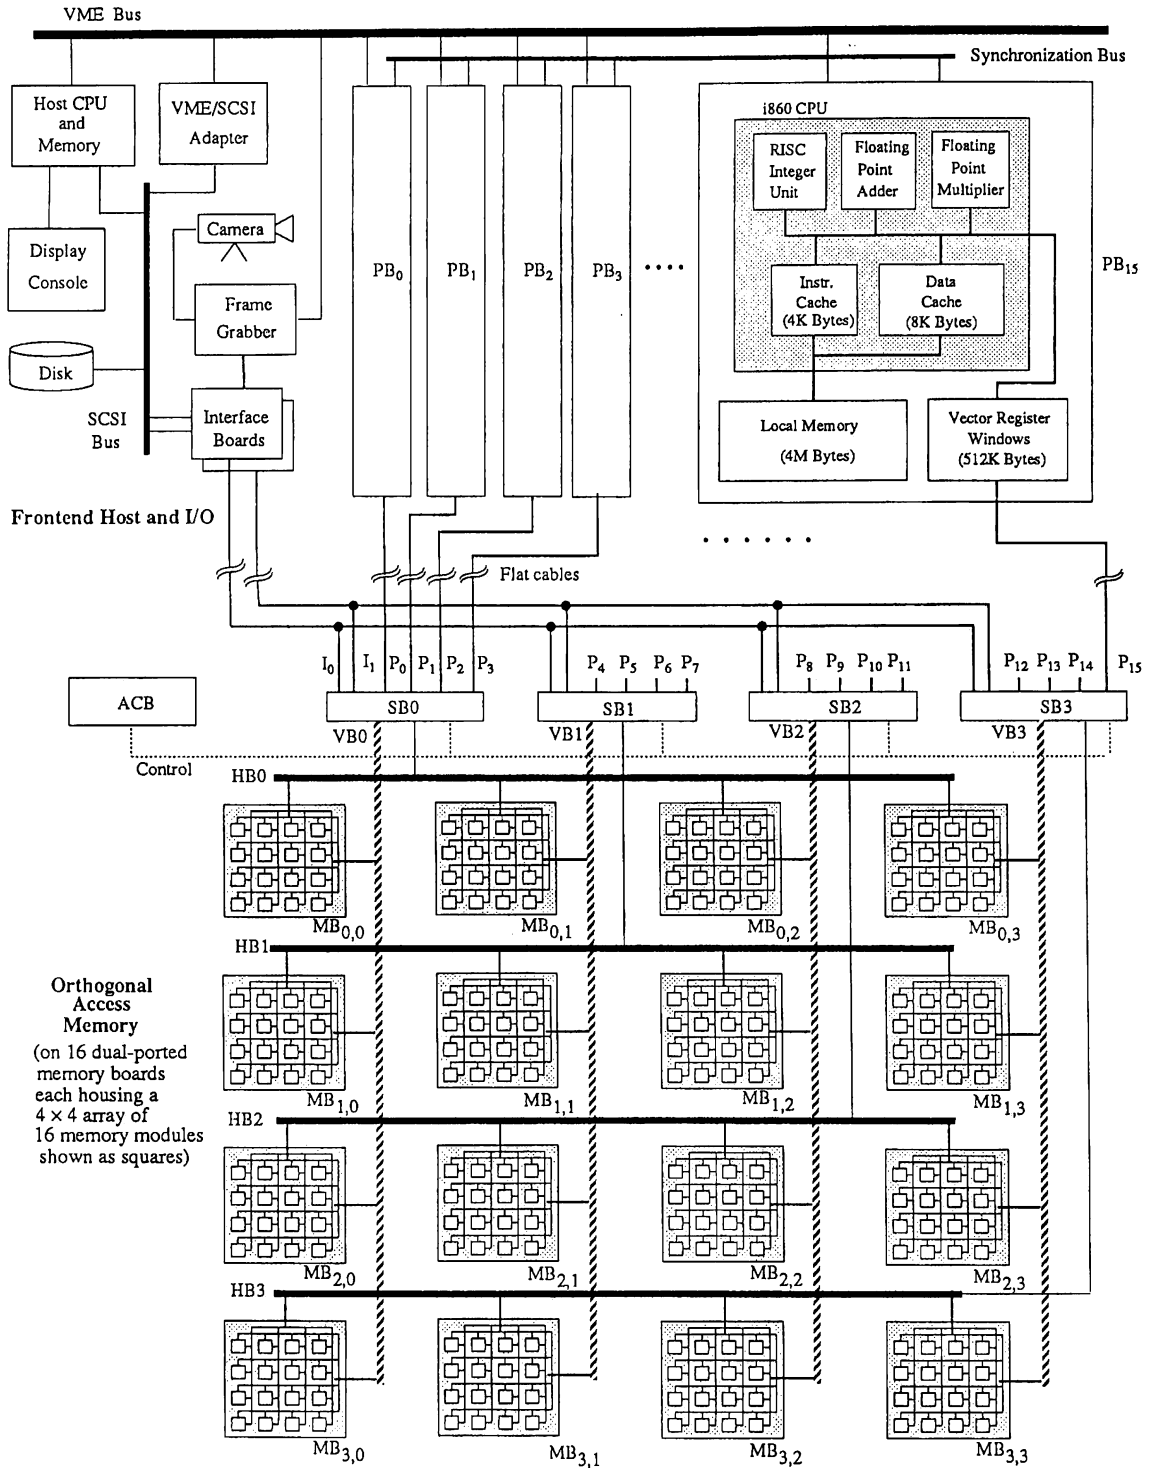 VME Bus
Synchronization Bus
Host CPU
and
Memory
VME/SCSI
Adapter
i860 CPU
RISC
Integer
Unit
Floating
Point
Adder
Floating
Point
Multiplier
Camera
Display
Console
PB0
PB1
PB2
PB3
PB15
Instr.
Cache
(4K Bytes)
Data
Cache
(8K Bytes)
Frame
Grabber
Disk
SCSI
Bus
Interface
Boards
Local Memory
(4M Bytes)
Vector Register
Windows
(512K Bytes)
Frontend Host and I/O
Flat cables
I0 I1 P0 P1 P2 P3
P4 P5 P6 P7
P8 P9 P10 P11
P12 P13 P14 P15
ACB
SB0
SB1
SB2
SB3
VB0
VB1
VB2
VB3
Control
HB0
MB0,0
MB0,1
MB0,2
MB0,3
HB1
Orthogonal
Access
Memory
(on 16 dual-ported
memory boards
each housing a
4 × 4 array of
16 memory modules
shown as squares)
MB1,0
MB1,1
MB1,2
MB1,3
HB2
MB2,0
MB2,1
MB2,2
MB2,3
HB3
MB3,0
MB3,1
MB3,2
MB3,3